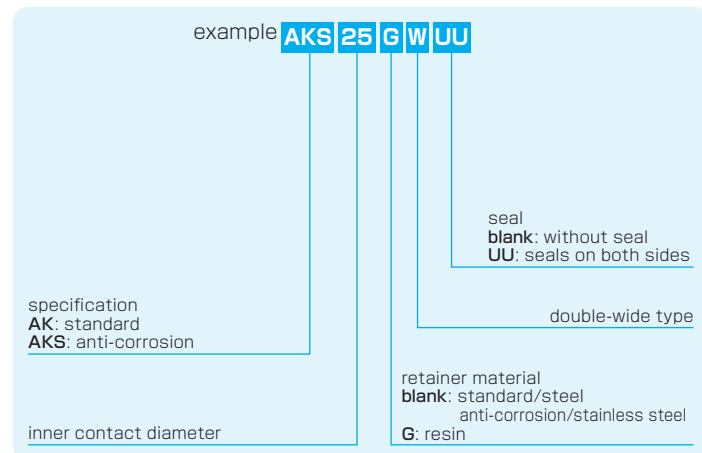 example AKS 25 G W UU
seal
blank: without seal
UU: seals on both sides
specification
AK: standard
AKS: anti-corrosion
double-wide type
retainer material
blank: standard/steel
anti-corrosion/stainless steel
G: resin
inner contact diameter